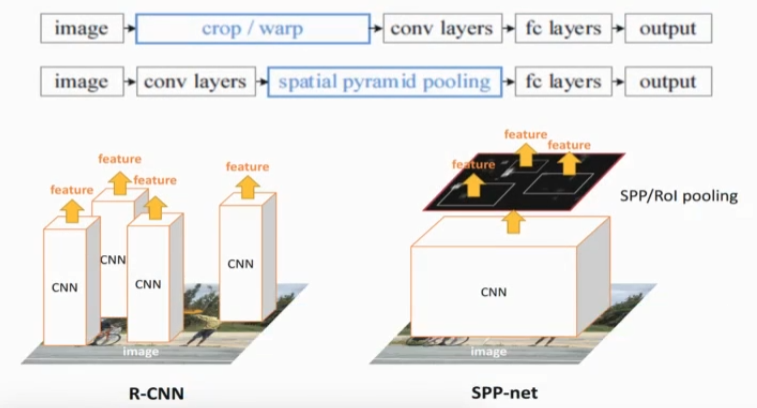 image crop / warp conv layers fc layers output
image conv layers spatial pyramid pooling fc layers output
feature
feature
feature
feature
CNN
CNN
CNN
CNN
image
R-CNN
feature
feature
feature
SPP/RoI pooling
CNN
image
SPP-net